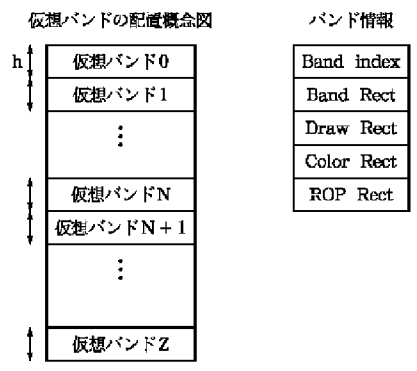 仮想バンドの配置概念図
h
仮想バンド0
仮想バンド1
⋮
仮想バンドN
仮想バンドN+1
⋮
仮想バンドZ
バンド情報
Band index
Band Rect
Draw Rect
Color Rect
ROP Rect